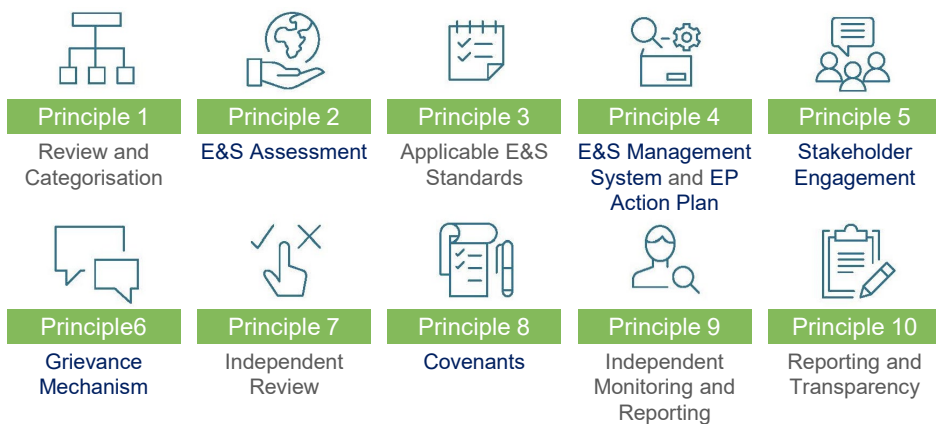 Principle 1
Review and
Categorisation
Principle 2
E&S Assessment
Principle 3
Applicable E&S
Standards
Principle 4
E&S Management
System and EP
Action Plan
Principle 5
Stakeholder
Engagement
Principle6
Grievance
Mechanism
Principle 7
Independent
Review
Principle 8
Covenants
Principle 9
Independent
Monitoring and
Reporting
Principle 10
Reporting and
Transparency